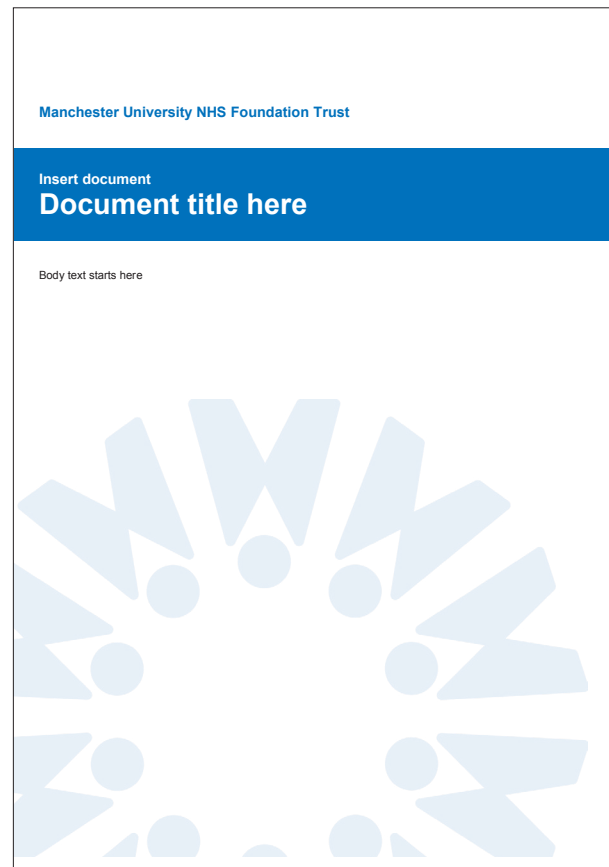 Manchester University NHS Foundation Trust
Insert document
Document title here
Body text starts here